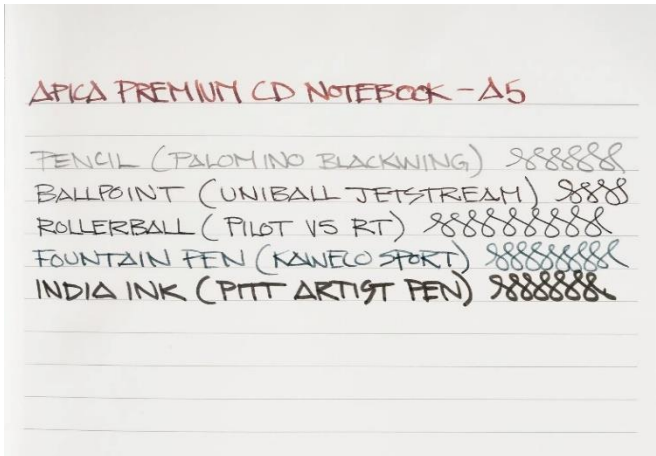 APICA PREMIUM CD NOTEBOOK - A5
PENCIL (PALOMINO BLACKWING)
BALLPOINT (UNIBALL JETSTREAM)
ROLLERBALL (PILOT V5 RT)
FOUNTAIN PEN (KAWECO SPORT)
INDIA INK (PITT ARTIST PEN)